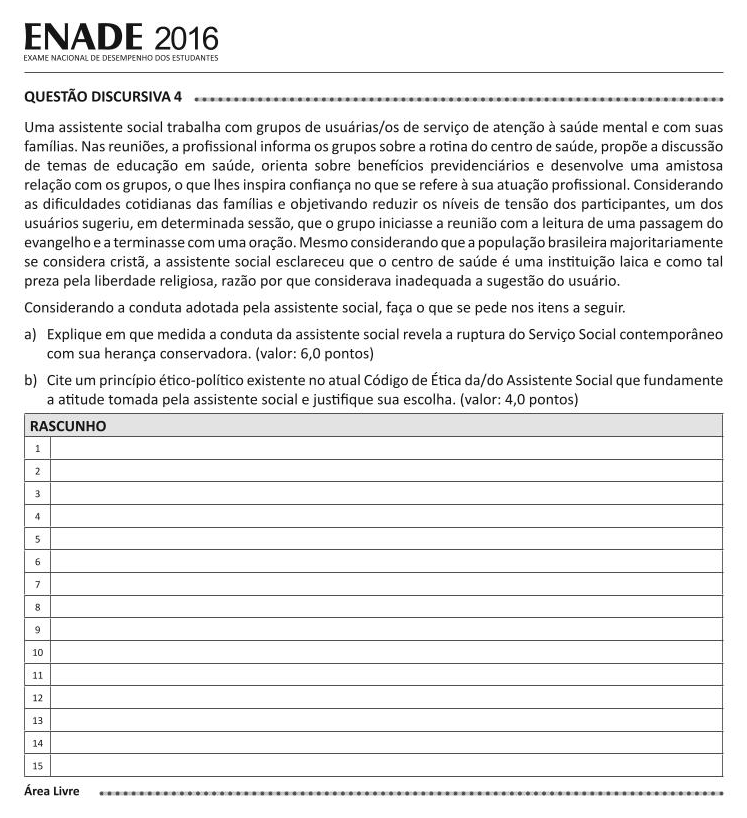 ENADE 2016
EXAME NACIONAL DE DESEMPENHO DOS ESTUDANTES
QUESTÃO DISCURSIVA 4
Uma assistente social trabalha com grupos de usuárias/os de serviço de atenção à saúde mental e com suas
famílias. Nas reuniões, a profissional informa os grupos sobre a rotina do centro de saúde, propõe a discussão
de temas de educação em saúde, orienta sobre benefícios previdenciários e desenvolve uma amistosa
relação com os grupos, o que lhes inspira confiança no que se refere à sua atuação profissional. Considerando
as dificuldades cotidianas das famílias e objetivando reduzir os níveis de tensão dos participantes, um dos
usuários sugeriu, em determinada sessão, que o grupo iniciasse a reunião com a leitura de uma passagem do
evangelho e a terminasse com uma oração. Mesmo considerando que a população brasileira majoritariamente
se considera cristã, a assistente social esclareceu que o centro de saúde é uma instituição laica e como tal
preza pela liberdade religiosa, razão por que considerava inadequada a sugestão do usuário.
Considerando a conduta adotada pela assistente social, faça o que se pede nos itens a seguir.
a) Explique em que medida a conduta da assistente social revela a ruptura do Serviço Social contemporâneo
com sua herança conservadora. (valor: 6,0 pontos)
b) Cite um princípio ético-político existente no atual Código de Ética da/do Assistente Social que fundamente
a atitude tomada pela assistente social e justifique sua escolha. (valor: 4,0 pontos)
RASCUNHO
1
2
3
4
5
6
7
8
9
10
11
12
13
14
15
Área Livre